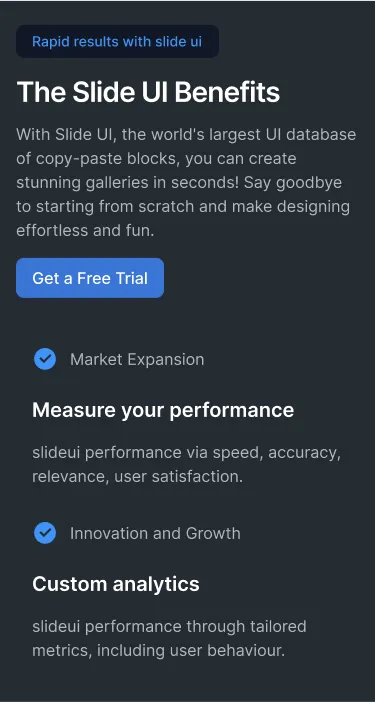 Rapid results with slide ui
The Slide UI Benefits
With Slide UI, the world's largest UI database
of copy-paste blocks, you can create
stunning galleries in seconds! Say goodbye
to starting from scratch and make designing
effortless and fun.
Get a Free Trial
Market Expansion
Measure your performance
slideui performance via speed, accuracy,
relevance, user satisfaction.
Innovation and Growth
Custom analytics
slideui performance through tailored
metrics, including user behaviour.